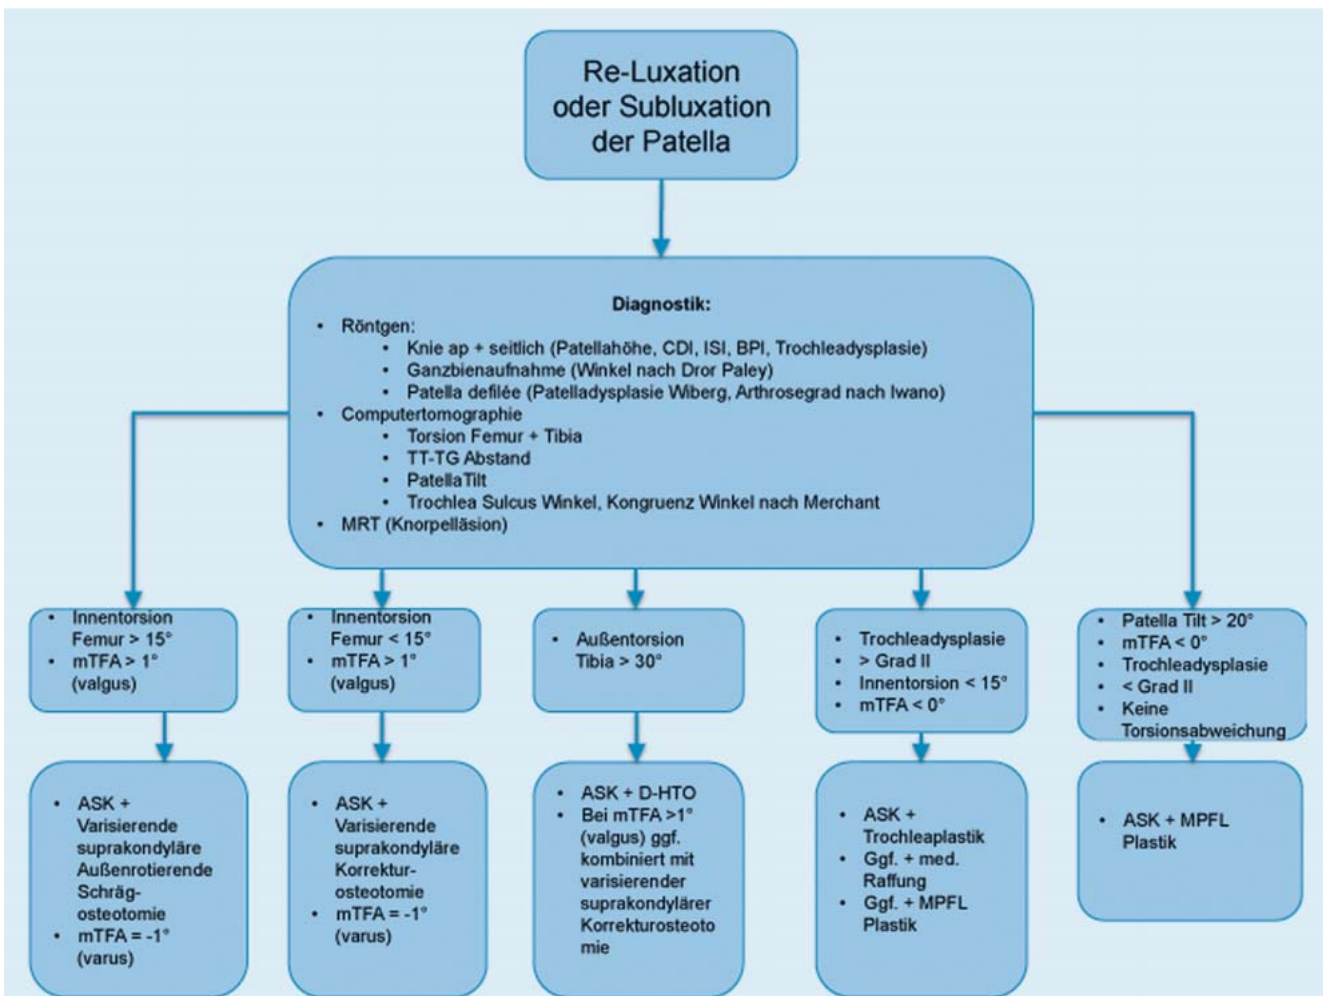 Re-Luxation
oder Subluxation
der Patella
Diagnostik:
• Röntgen:
• Knie ap + seitlich (Patellahöhe, CDI, ISI, BPI, Trochleadysplasie)
• Ganzbienaufnahme (Winkel nach Dror Paley)
• Patella defilée (Patelladysplasie Wiberg, Arthrosegrad nach Iwano)
• Computertomographie
• Torsion Femur + Tibia
• TT-TG Abstand
• PatellaTilt
• Trochlea Sulcus Winkel, Kongruenz Winkel nach Merchant
• MRT (Knorpelläsion)
• Innentorsion
Femur > 15°
• mTFA > 1°
(valgus)
• Innentorsion
Femur < 15°
• mTFA > 1°
(valgus)
• Außentorsion
Tibia > 30°
• Trochleadysplasie
• > Grad II
• Innentorsion < 15°
• mTFA < 0°
• Patella Tilt > 20°
• mTFA < 0°
• Trochleadysplasie
• < Grad II
• Keine
Torsionsabweichung
• ASK +
Varisierende
suprakondyläre
Außenrotierende
Schräg-
osteotomie
• mTFA = -1°
(varus)
• ASK +
Varisierende
suprakondyläre
Korrektur-
osteotomie
• mTFA = -1°
(varus)
• ASK + D-HTO
• Bei mTFA >1°
(valgus) ggf.
kombiniert mit
varisierender
suprakondylärer
Korrekturosteoto
mie
• ASK +
Trochleaplastik
• Ggf. + med.
Raffung
• Ggf. + MPFL
Plastik
• ASK + MPFL
Plastik